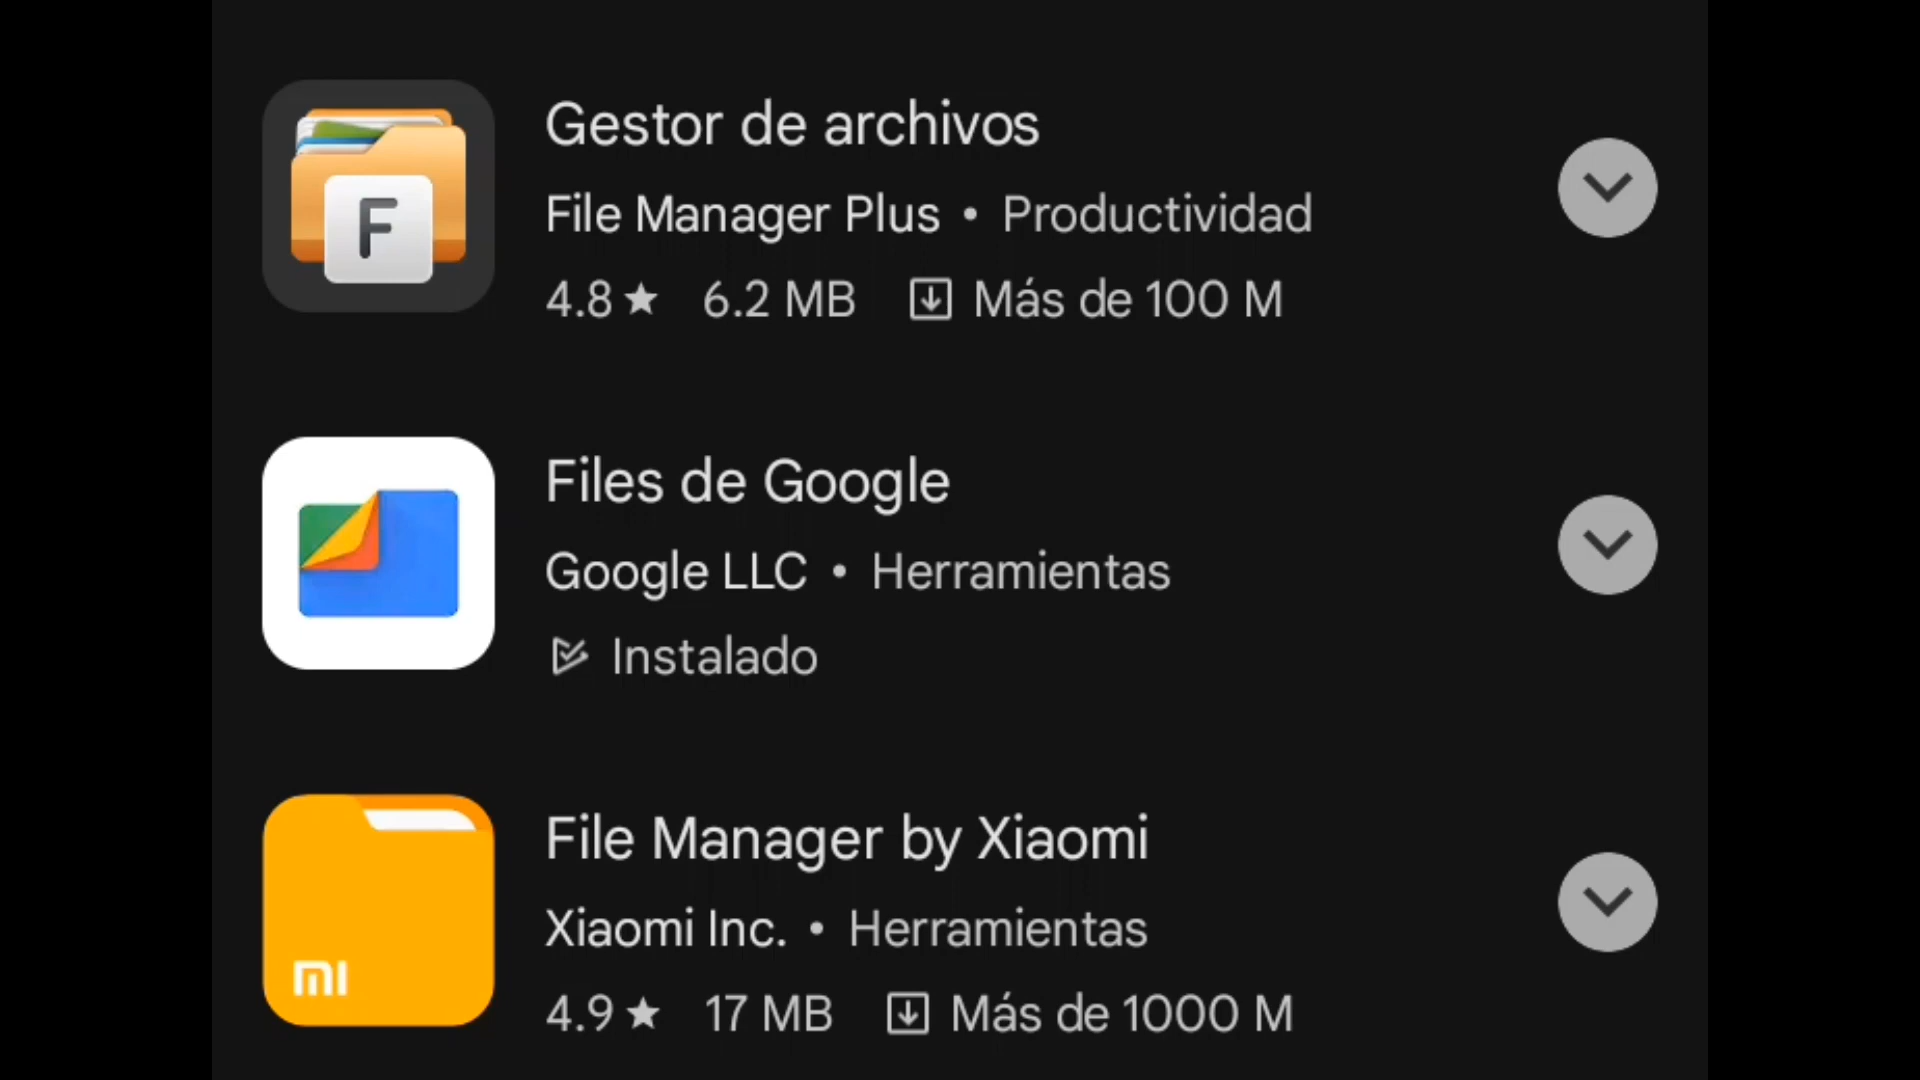 Gestor de archivos
File Manager Plus • Productividad
4.8★ 6.2 MB Más de 100 M
F
Files de Google
Google LLC • Herramientas
Instalado
File Manager by Xiaomi
Xiaomi Inc. • Herramientas
4.9★ 17 MB Más de 1000 M
MI